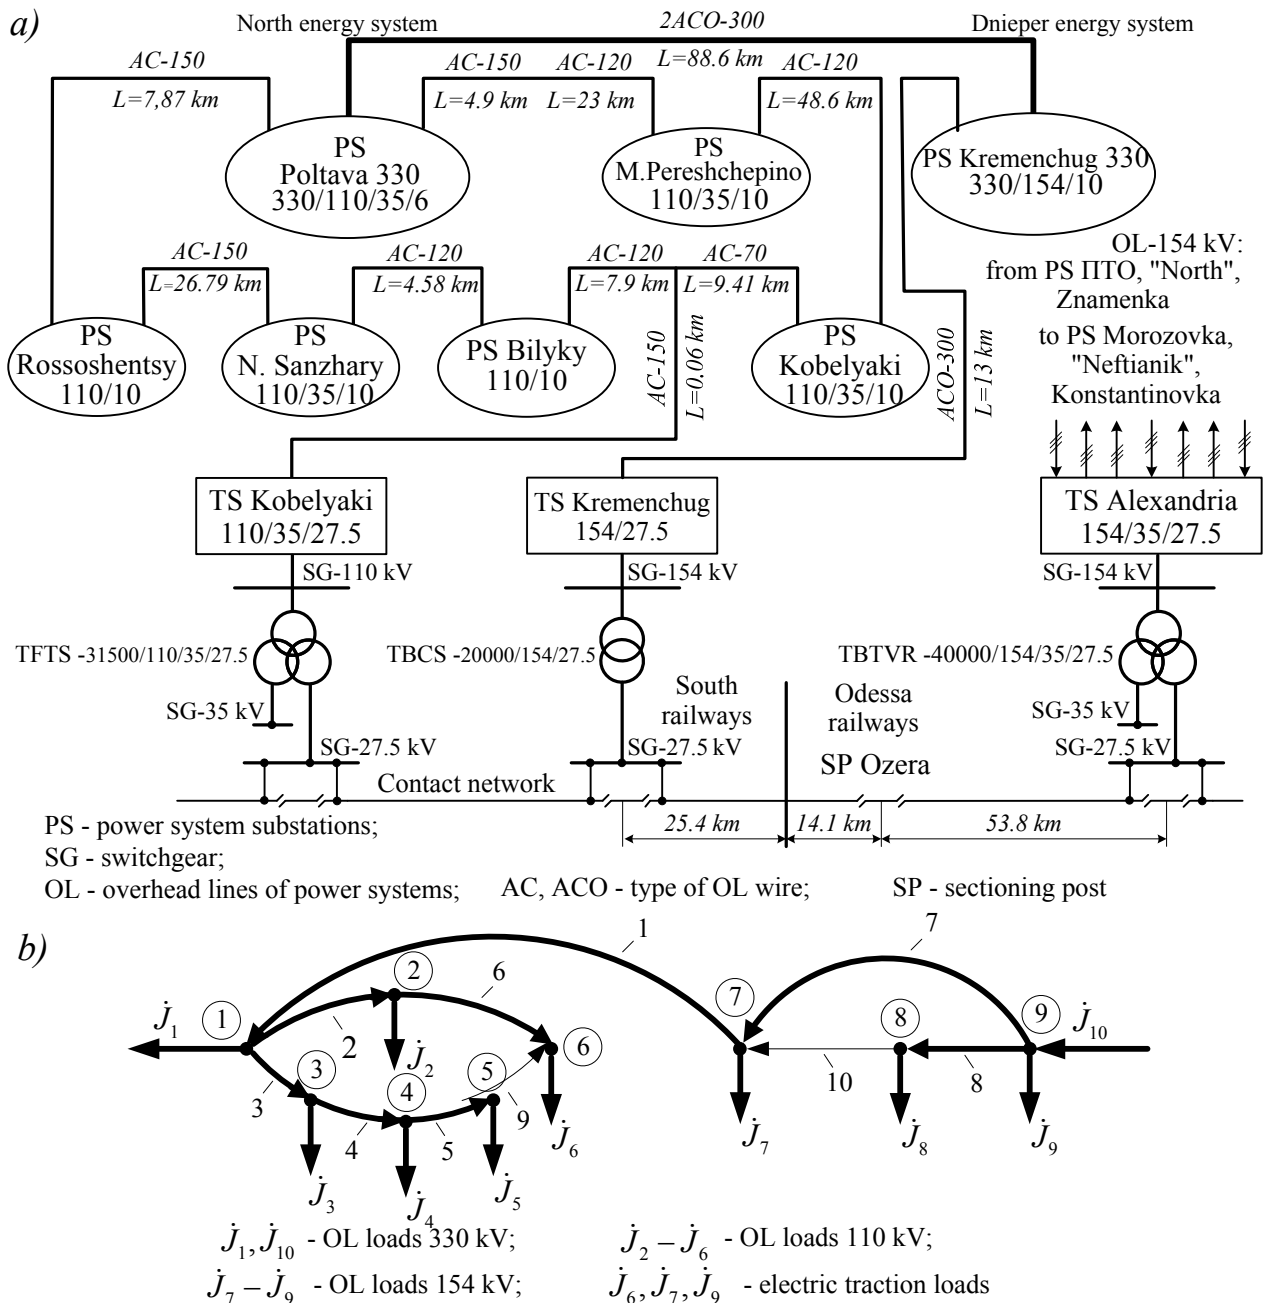 a)
North energy system
2ACO-300
Dnieper energy system
AC-150
AC-150
AC-120
L=88.6 km
AC-120
L=7,87 km
L=4.9 km
L=23 km
L=48.6 km
PS
Poltava 330
330/110/35/6
PS
M.Pereshchepino
110/35/10
PS Kremenchug 330
330/154/10
AC-150
AC-120
AC-120
AC-70
L=26.79 km
L=4.58 km
L=7.9 km
L=9.41 km
OL-154 kV:
from PS ПТО, "North",
Znamenka
to PS Morozovka,
"Neftianik",
Konstantinovka
PS
Rossoshentsy
110/10
PS
N. Sanzhary
110/35/10
PS Bilyky
110/10
PS
Kobelyaki
110/35/10
AC-150
L=0.06 km
ACO-300
L=13 km
TS Kobelyaki
110/35/27.5
TS Kremenchug
154/27.5
TS Alexandria
154/35/27.5
SG-110 kV
SG-154 kV
SG-154 kV
TFTS -31500/110/35/27.5
TBCS -20000/154/27.5
TBTVR -40000/154/35/27.5
SG-35 kV
South
railways
Odessa
railways
SG-35 kV
SG-27.5 kV
SG-27.5 kV
SG-27.5 kV
SP Ozera
Contact network
25.4 km
14.1 km
53.8 km
PS - power system substations;
SG - switchgear;
OL - overhead lines of power systems;
AC, ACO - type of OL wire;
SP - sectioning post
b)
1
7
2
6
7
8
9
J̇1
1
J̇10
2
6
3
3
J̇2
5
4
9
10
8
4
5
J̇6
J̇7
J̇8
J̇9
J̇3
J̇4
J̇5
J̇1, J̇10 - OL loads 330 kV;
J̇2 – J̇6 - OL loads 110 kV;
J̇7 – J̇9 - OL loads 154 kV;
J̇6, J̇7, J̇9 - electric traction loads